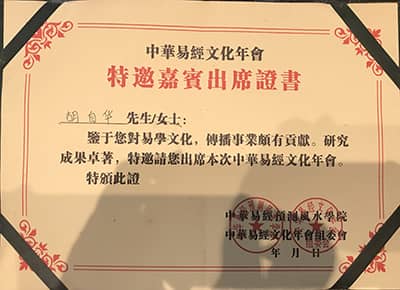 中華易經文化年會
特邀嘉賓出席證書
胡自华 先生/女士：
鉴于您對易學文化，傳播事業頗有貢獻。研究
成果卓著，特邀請您出席本次中華易經文化年會。
特頒此證
中華易經預測風水學院
中華易經文化年會組委會
年 月 日